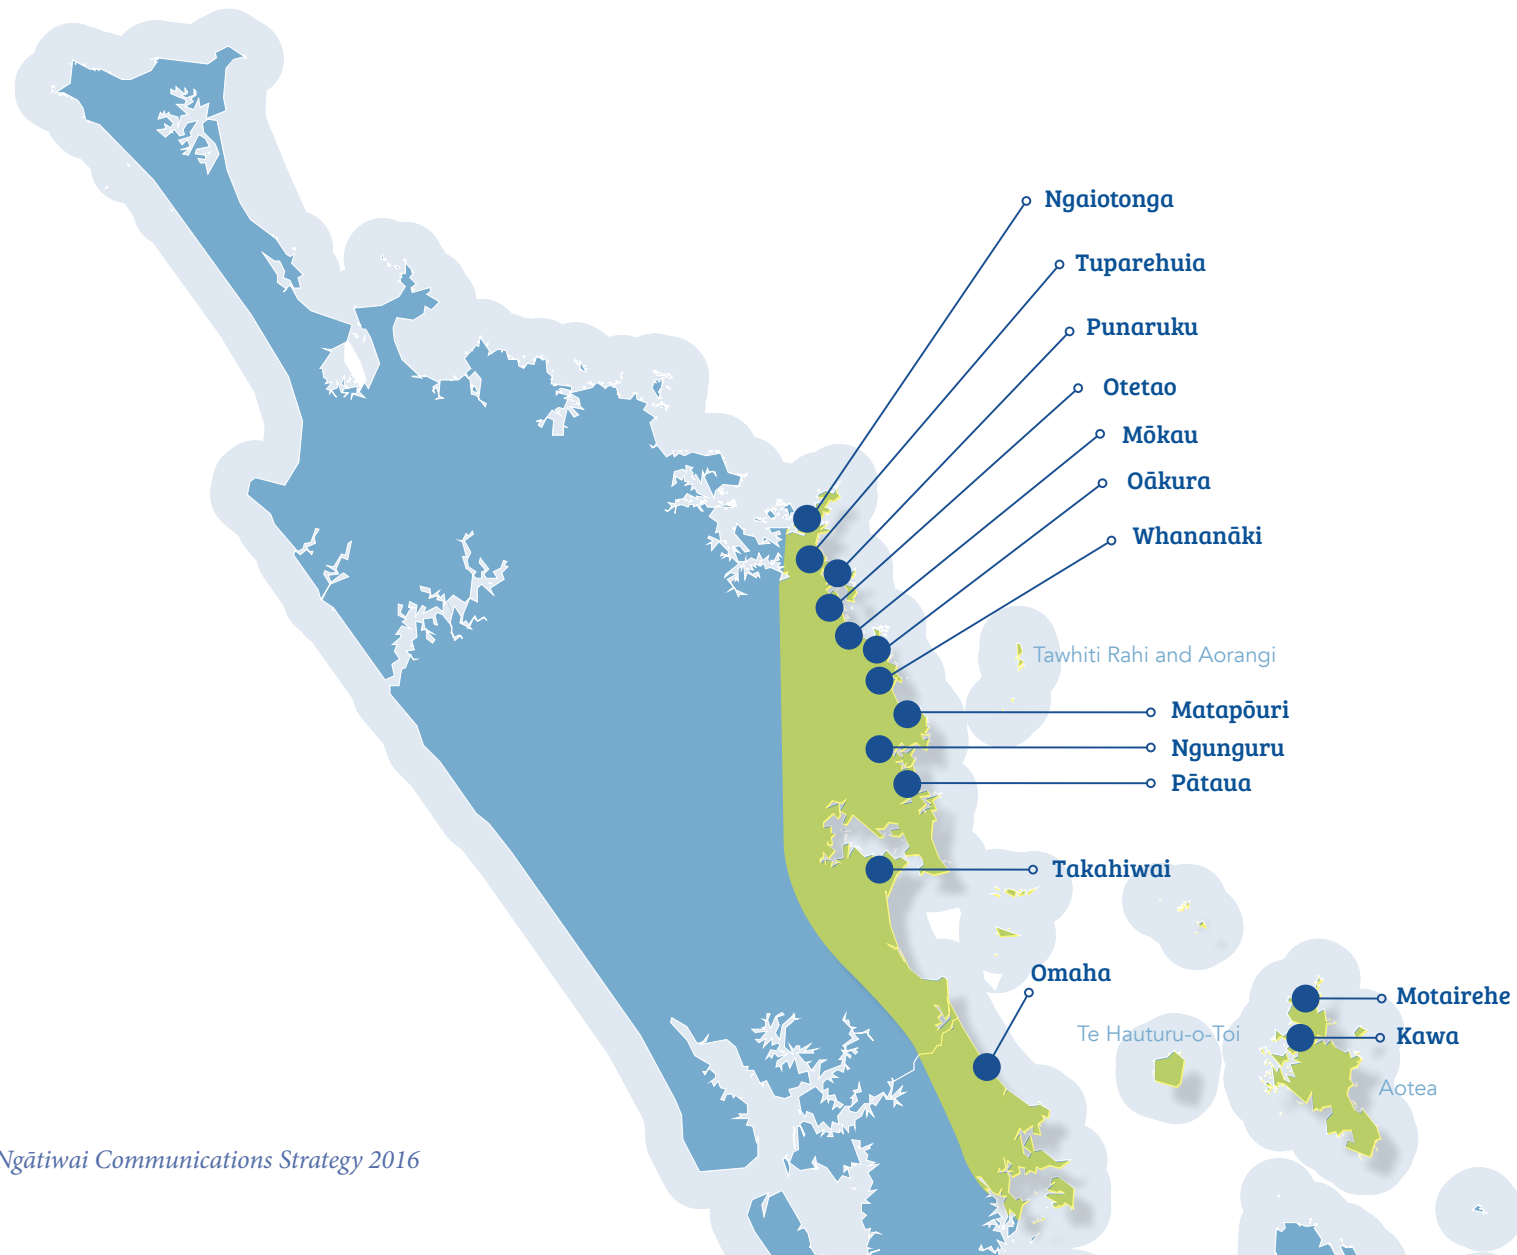 Ngaiotonga
Tuparehuia
Punaruku
Otetao
Mōkau
Oākura
Whananāki
Tawhiti Rahi and Aorangi
Matapōuri
Ngunguru
Pātaua
Takahiwai
Omaha
Motairehe
Te Hauturu-o-Toi
Kawa
Aotea
Ngātiwai Communications Strategy 2016